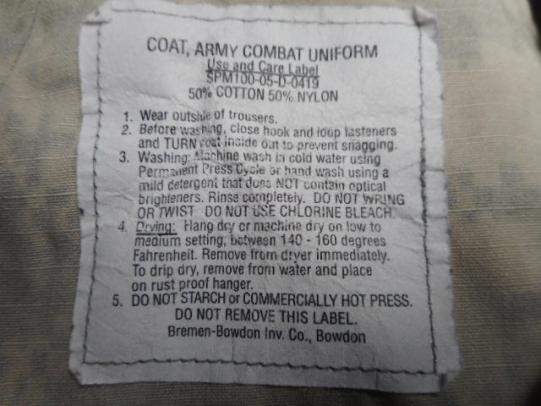 COAT, ARMY COMBAT UNIFORM
Use and Care Label
SPM100-05-D-0419
50% COTTON 50% NYLON
1. Wear outside of trousers.
2. Before washing, close hook and loop fasteners
and TURN coat inside out to prevent snagging.
3. Washing: Machine wash in cold water using
Permanent Press Cycle or hand wash using a
mild detergent that does NOT contain optical
brighteners. Rinse completely. DO NOT WRING
OR TWIST DO NOT USE CHLORINE BLEACH.
4. Drying: Hang dry or machine dry on low to
medium setting, between 140 - 160 degrees
Fahrenheit. Remove from dryer immediately.
To drip dry, remove from water and place
on rust proof hanger.
5. DO NOT STARCH or COMMERCIALLY HOT PRESS.
DO NOT REMOVE THIS LABEL.
Bremen-Bowdon Inv. Co., Bowdon